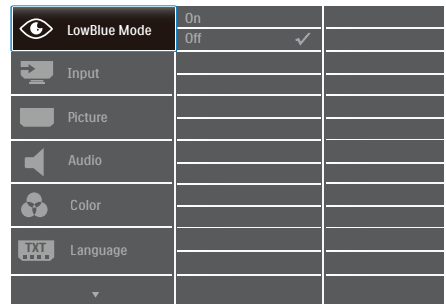 LowBlue Mode
On
Off
Input
Picture
Audio
Color
TXT
Language